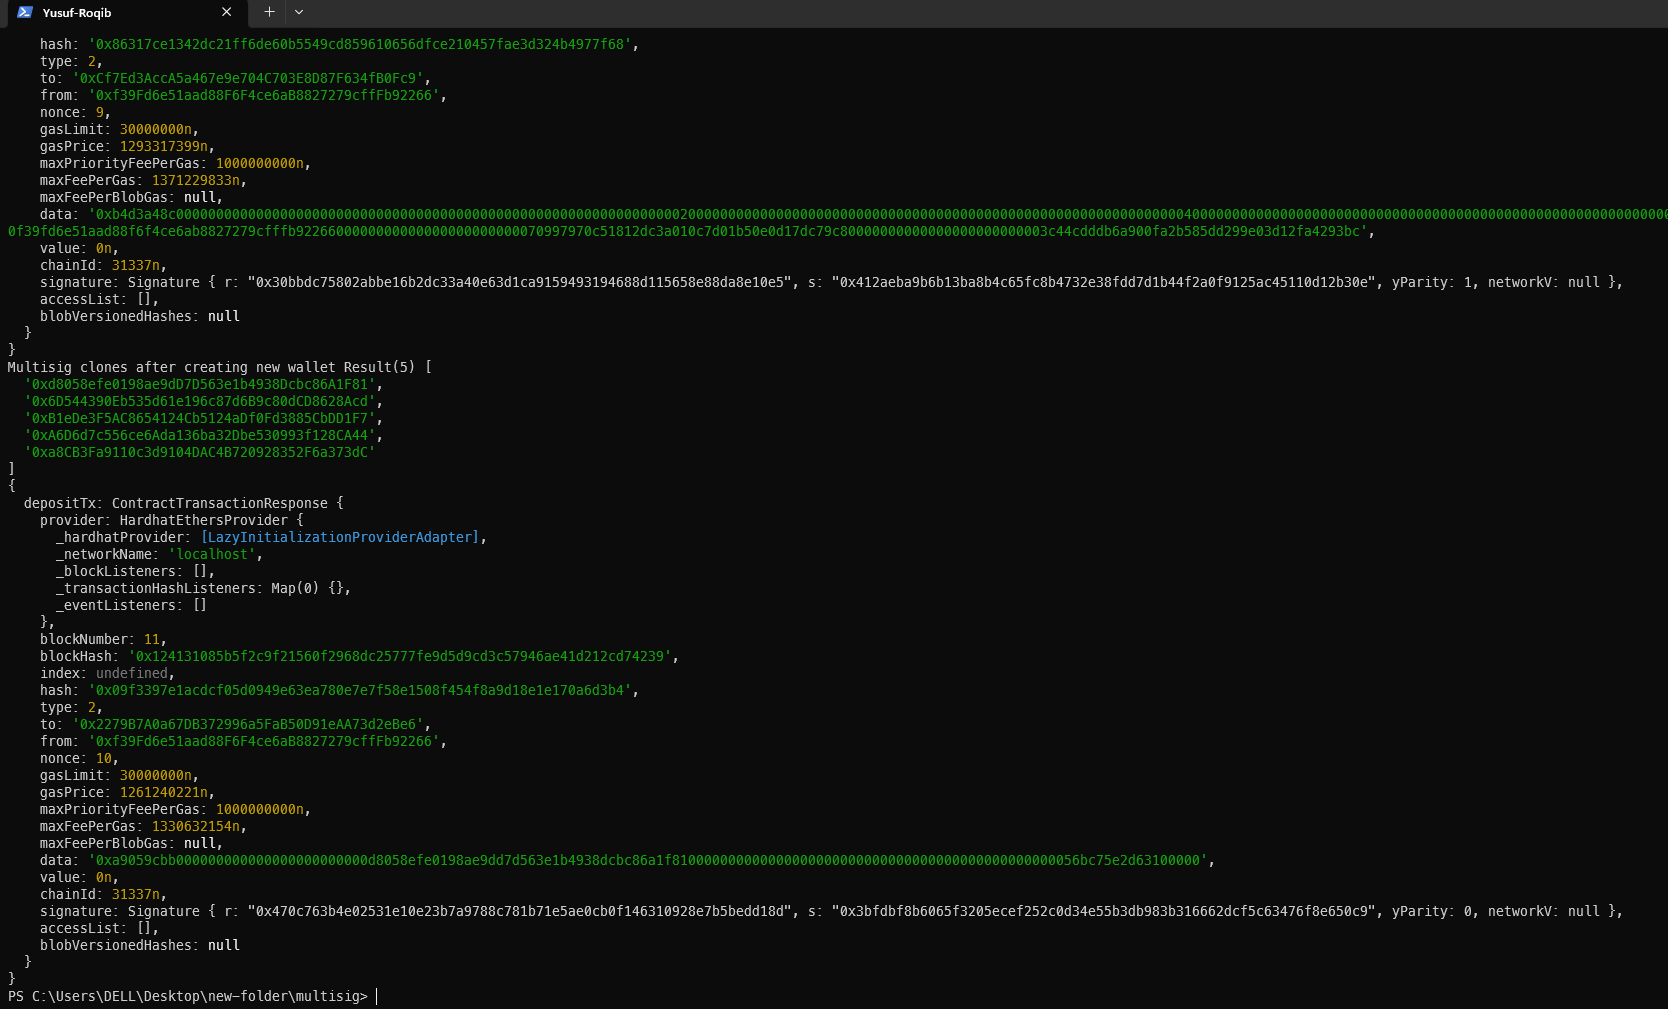 Yusuf-Roqib
hash: '0x86317ce1342dc21ff6de60b5549cd859610656dfce210457fae3d324b4977f68',
type: 2,
to: '0xCf7Ed3AccA5a467e9e704C703E8D87F634fB0Fc9',
from: '0xf39Fd6e51aad88F6F4ce6aB8827279cffFb92266',
nonce: 9,
gasLimit: 30000000n,
gasPrice: 1293317399n,
maxPriorityFeePerGas: 1000000000n,
maxFeePerGas: 1371229833n,
maxFeePerBlobGas: null,
data: '0xb4d3a48c000000000000000000000000000000000000000000000000000000000000000200000000000000000000000000000000000000000000000000000000000000400000000000000000000000000000000000000000000000000000000000
0f39fd6e51aad88f6f4ce6ab8827279cfffb9226600000000000000000000000070997970c51812dc3a010c7d01b50e0d17dc79c80000000000000000000000003c44cdddb6a900fa2b585dd299e03d12fa4293bc',
value: 0n,
chainId: 31337n,
signature: Signature { r: "0x30bbdc75802abbe16b2dc33a40e63d1ca9159493194688d115658e88da8e10e5", s: "0x412aeba9b6b13ba8b4c65fc8b4732e38fdd7d1b44f2a0f9125ac45110d12b30e", yParity: 1, networkV: null },
accessList: [],
blobVersionedHashes: null
}
}
Multisig clones after creating new wallet Result(5) [
'0xd8058efe0198ae9dD7D563e1b4938Dcbc86A1F81',
'0x6D544390Eb535d61e196c87d6B9c80dCD8628Acd',
'0xB1eDe3F5AC8654124Cb5124aDf0Fd3885CbDD1F7',
'0xA6D6d7c556ce6Ada136ba32Dbe530993f128CA44',
'0xa8CB3Fa9110c3d9104DAC4B720928352F6a373dC'
]
{
depositTx: ContractTransactionResponse {
provider: HardhatEthersProvider {
_hardhatProvider: [LazyInitializationProviderAdapter],
_networkName: 'localhost',
_blockListeners: [],
_transactionHashListeners: Map(0) {},
_eventListeners: []
},
blockNumber: 11,
blockHash: '0x124131085b5f2c9f21560f2968dc25777fe9d5d9cd3c57946ae41d212cd74239',
index: undefined,
hash: '0x09f3397e1acdcf05d0949e63ea780e7e7f58e1508f454f8a9d18e1e170a6d3b4',
type: 2,
to: '0x2279B7A0a67DB372996a5FaB50D91eAA73d2eBe6',
from: '0xf39Fd6e51aad88F6F4ce6aB8827279cffFb92266',
nonce: 10,
gasLimit: 30000000n,
gasPrice: 1261240221n,
maxPriorityFeePerGas: 1000000000n,
maxFeePerGas: 1330632154n,
maxFeePerBlobGas: null,
data: '0xa9059cbb000000000000000000000000d8058efe0198ae9dd7d563e1b4938dcbc86a1f810000000000000000000000000000000000000000000000056bc75e2d63100000',
value: 0n,
chainId: 31337n,
signature: Signature { r: "0x470c763b4e02531e10e23b7a9788c781b71e5ae0cb0f146310928e7b5bedd18d", s: "0x3bfdbf8b6065f3205ecef252c0d34e55b3db983b316662dcf5c63476f8e650c9", yParity: 0, networkV: null },
accessList: [],
blobVersionedHashes: null
}
}
PS C:\Users\DELL\Desktop\new-folder\multisig>